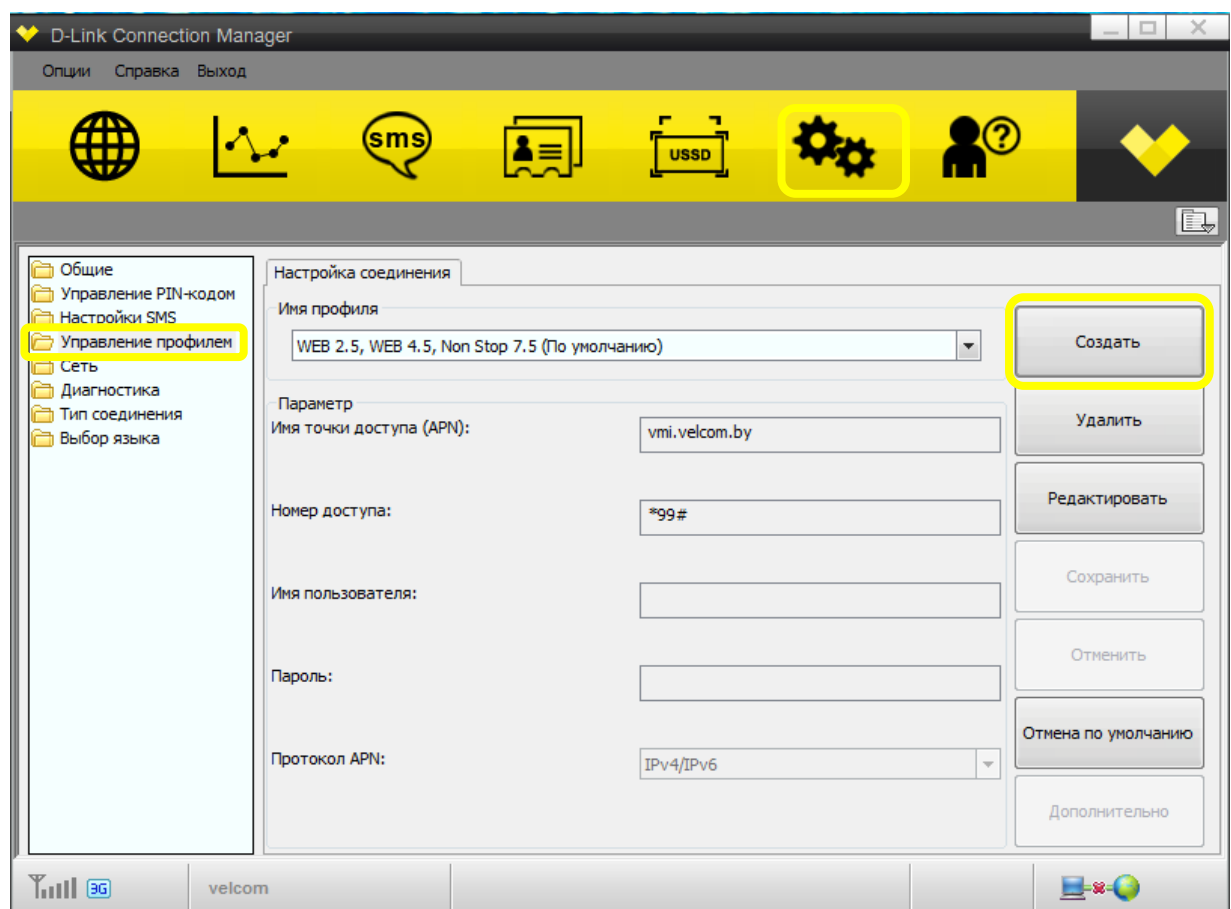 D-Link Connection Manager
Опции Справка Выход
sms
USSD
Общие
Управление PIN-кодом
Настройки SMS
Управление профилем
Сеть
Диагностика
Тип соединения
Выбор языка
Настройка соединения
Имя профиля
WEB 2.5, WEB 4.5, Non Stop 7.5 (По умолчанию)
Параметр
Имя точки доступа (APN): vmi.velcom.by
Номер доступа: *99#
Имя пользователя:
Пароль:
Протокол APN: IPv4/IPv6
Создать
Удалить
Редактировать
Сохранить
Отменить
Отмена по умолчанию
Дополнительно
3G velcom